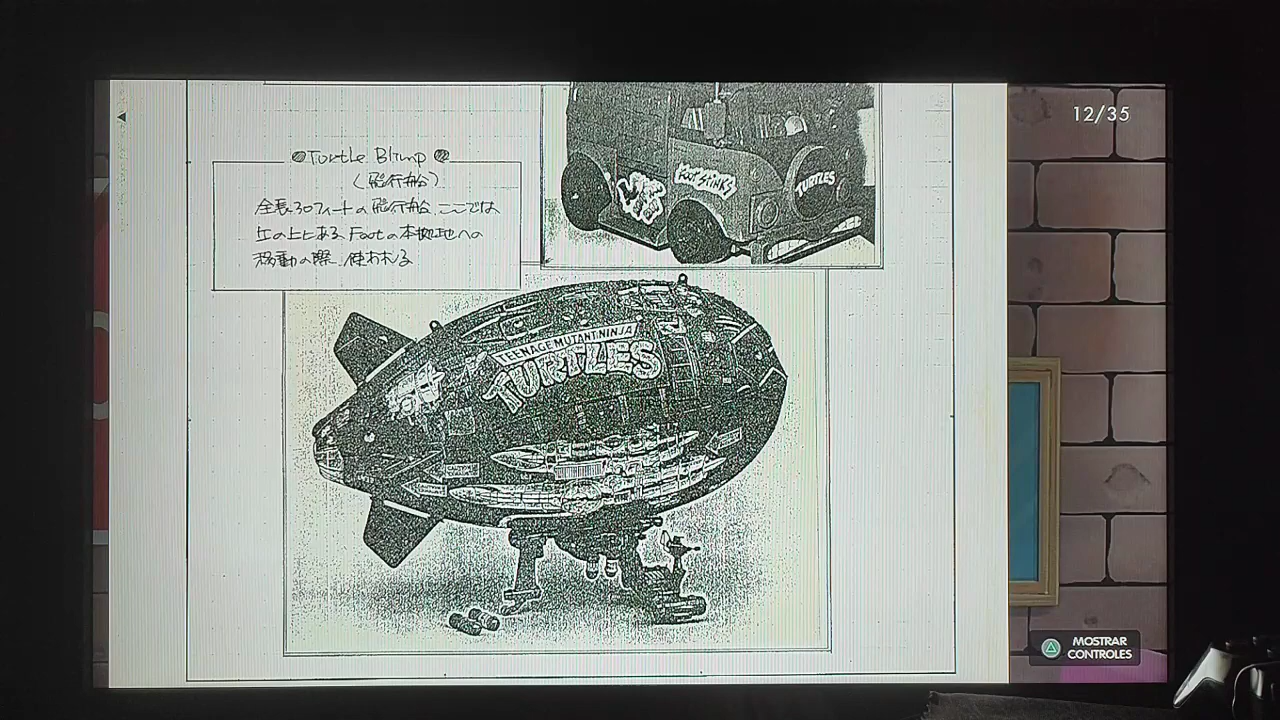 12/35
Turtle Blimp
(飛行船)
全長30フィートの飛行船、ここでは
丘の上にある Footの本拠地への
移動の際、使われる
FOOT STINKS
TURTLES
TEENAGE MUTANT NINJA
TURTLES
MOSTRAR
CONTROLES